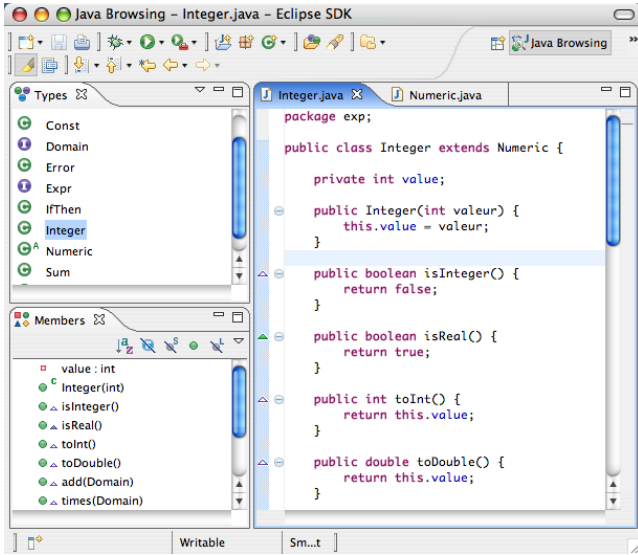 Java Browsing – Integer.java – Eclipse SDK
Java Browsing
»
Types
Const
Domain
Error
Expr
IfThen
Integer
A Numeric
Sum
Members
a z S L
value : int
C Integer(int)
isInteger()
isReal()
toInt()
toDouble()
add(Domain)
times(Domain)
J Integer.java J Numeric.java
package exp;
public class Integer extends Numeric {
private int value;
public Integer(int valeur) {
this.value = valeur;
}
public boolean isInteger() {
return false;
}
public boolean isReal() {
return true;
}
public int toInt() {
return this.value;
}
public double toDouble() {
return this.value;
}
Writable Sm...t